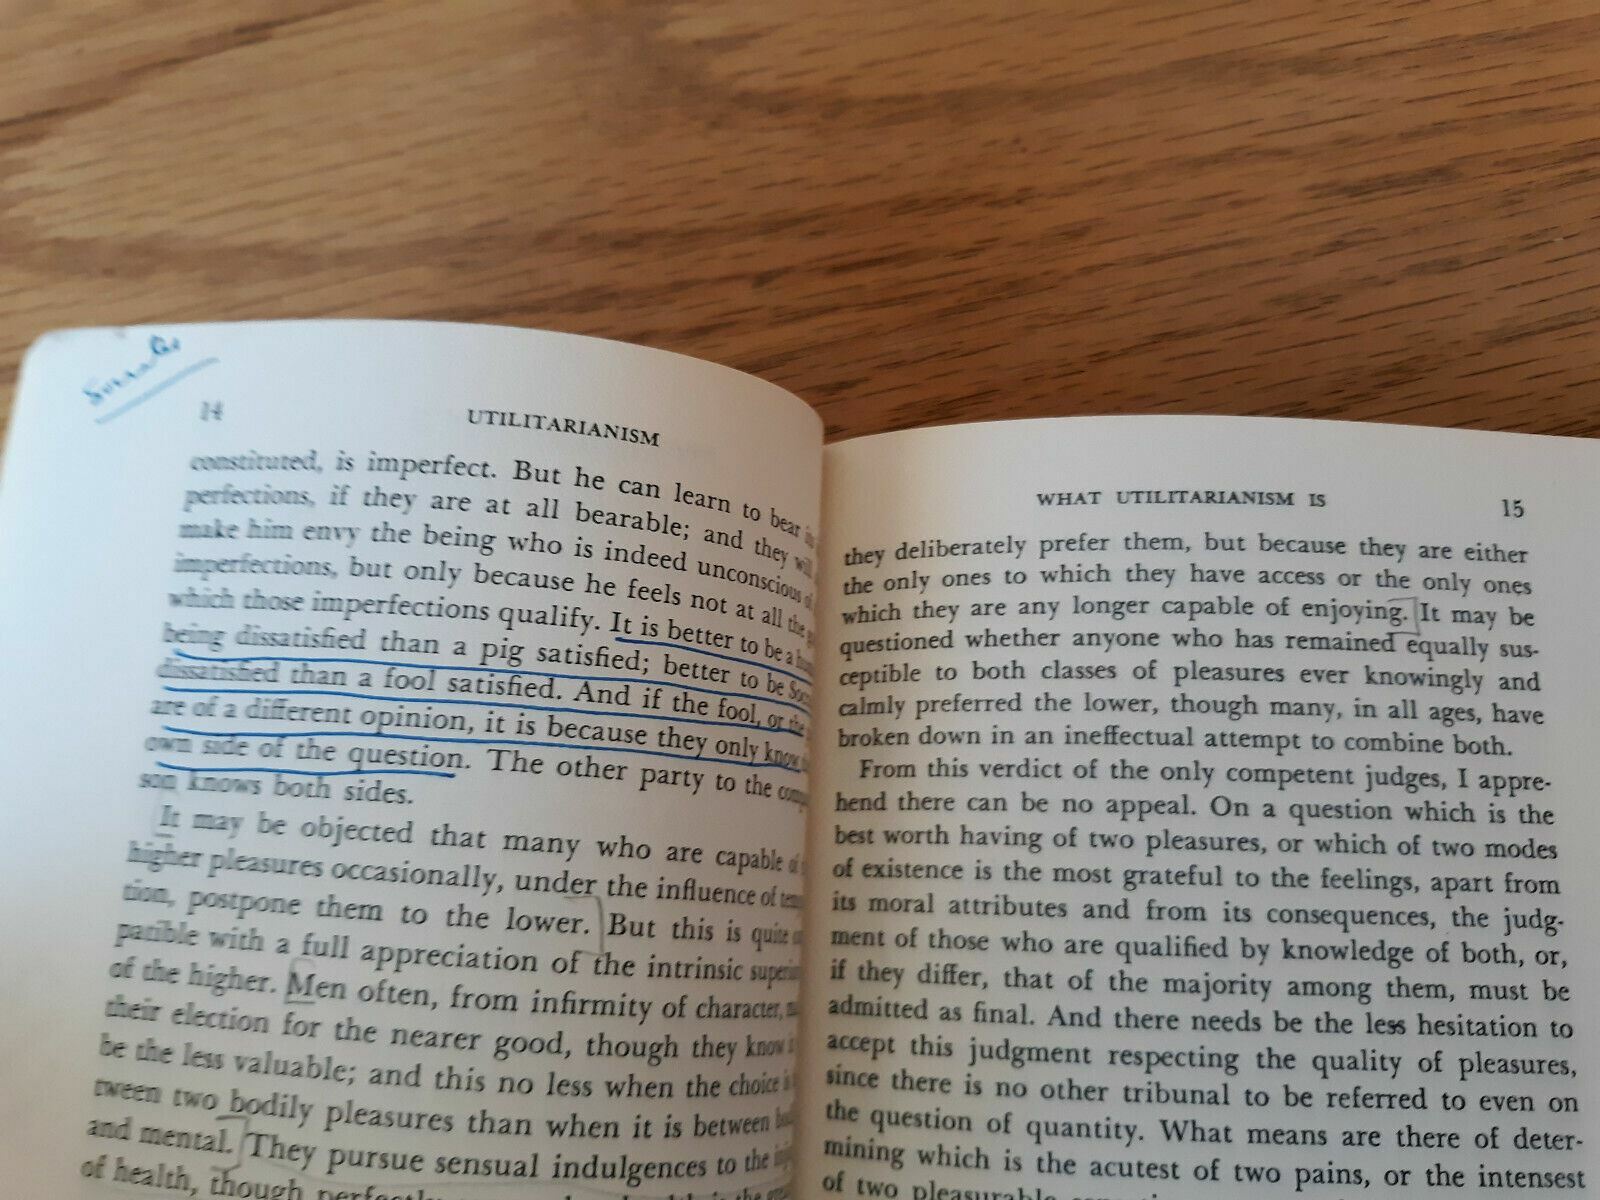 Socrates
14
UTILITARIANISM
constituted, is imperfect. But he can learn to bear
perfections, if they are at all bearable; and they will
make him envy the being who is indeed unconscious of
imperfections, but only because he feels not at all the
which those imperfections qualify. It is better to be a
being dissatisfied than a pig satisfied; better to be
dissatisfied than a fool satisfied. And if the fool, or the
are of a different opinion, it is because they only know
own side of the question. The other party to the
son knows both sides.
It may be objected that many who are capable of
higher pleasures occasionally, under the influence of
tion, postpone them to the lower. But this is quite
patible with a full appreciation of the intrinsic
of the higher. Men often, from infirmity of character,
their election for the nearer good, though they know
be the less valuable; and this no less when the choice is
tween two bodily pleasures than when it is between
and mental. They pursue sensual indulgences to the
of health, though perfectly
WHAT UTILITARIANISM IS
15
they deliberately prefer them, but because they are either
the only ones to which they have access or the only ones
which they are any longer capable of enjoying. It may be
questioned whether anyone who has remained equally sus-
ceptible to both classes of pleasures ever knowingly and
calmly preferred the lower, though many, in all ages, have
broken down in an ineffectual attempt to combine both.
From this verdict of the only competent judges, I appre-
hend there can be no appeal. On a question which is the
best worth having of two pleasures, or which of two modes
of existence is the most grateful to the feelings, apart from
its moral attributes and from its consequences, the judg-
ment of those who are qualified by knowledge of both, or,
if they differ, that of the majority among them, must be
admitted as final. And there needs be the less hesitation to
accept this judgment respecting the quality of pleasures,
since there is no other tribunal to be referred to even on
the question of quantity. What means are there of deter-
mining which is the acutest of two pains, or the intensest
of two pleasurable